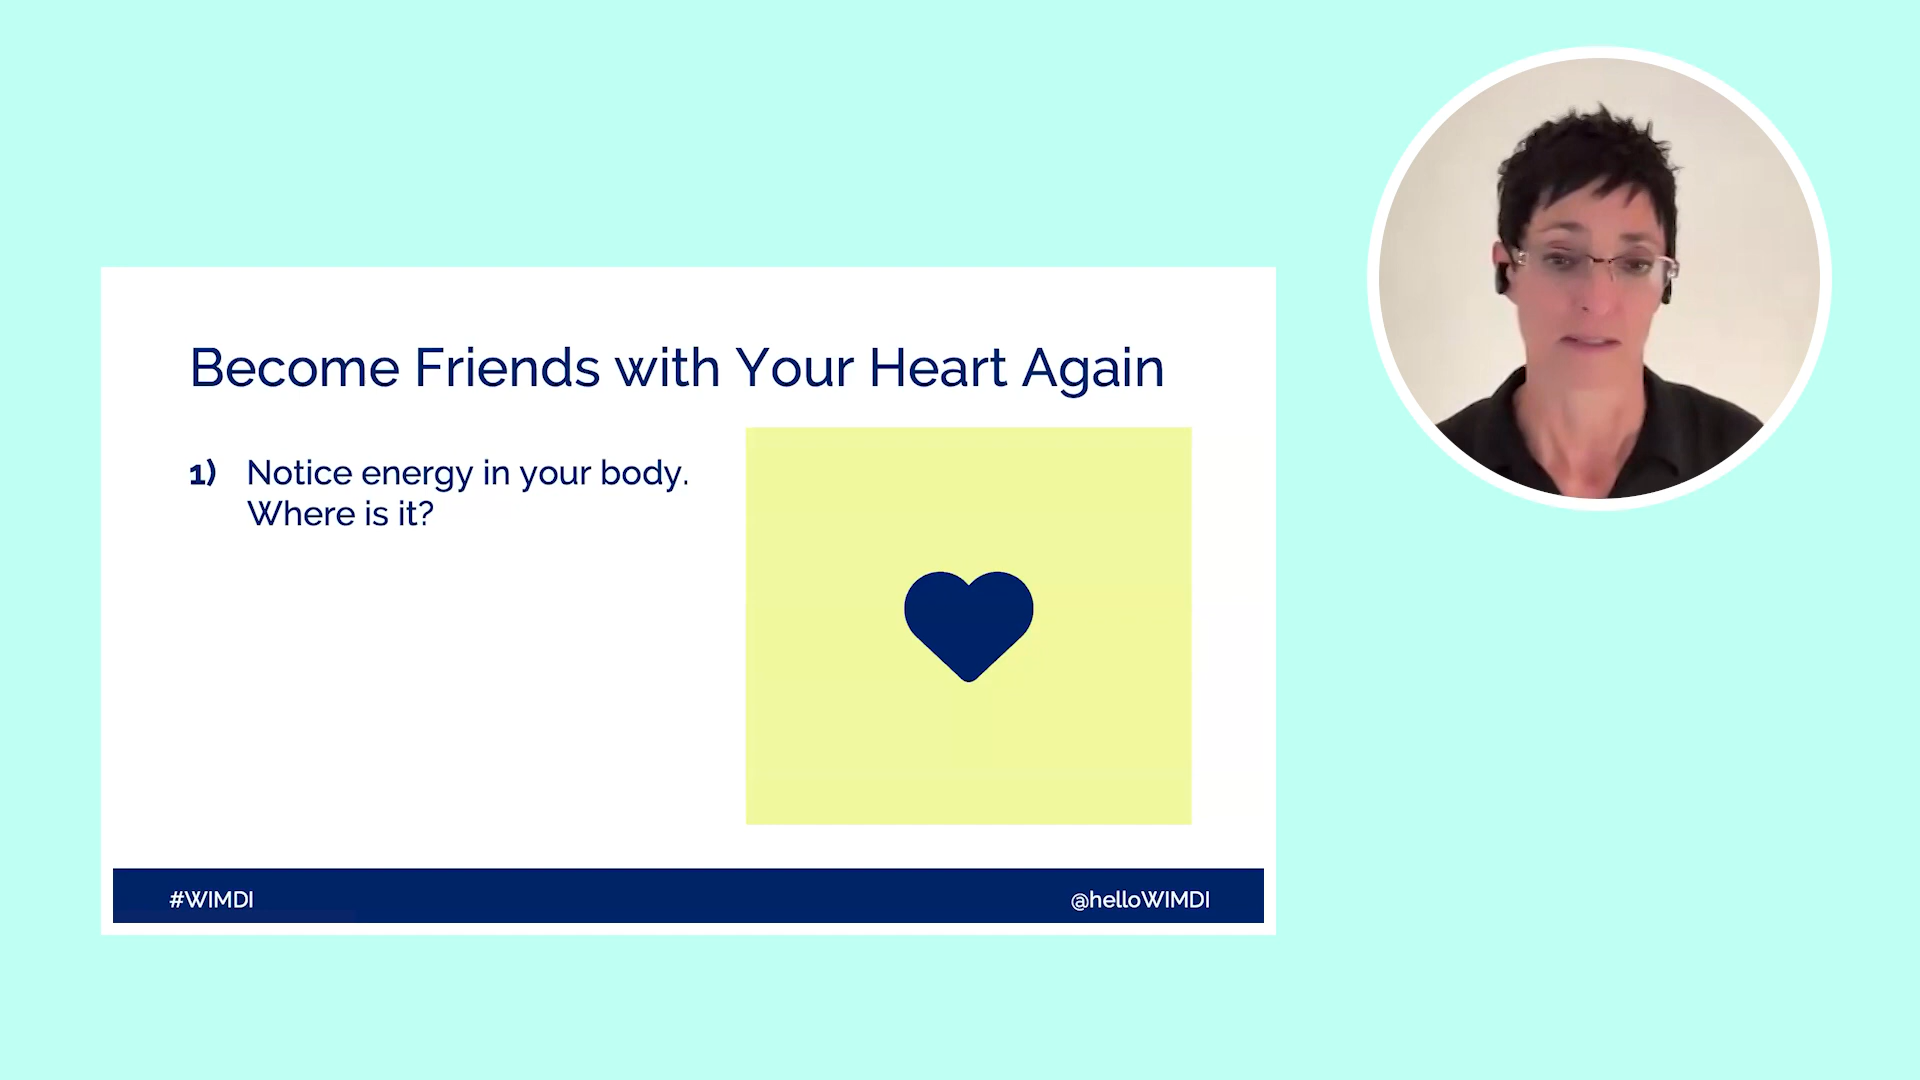 Become Friends with Your Heart Again
1) Notice energy in your body.
Where is it?
#WIMDI
@helloWIMDI